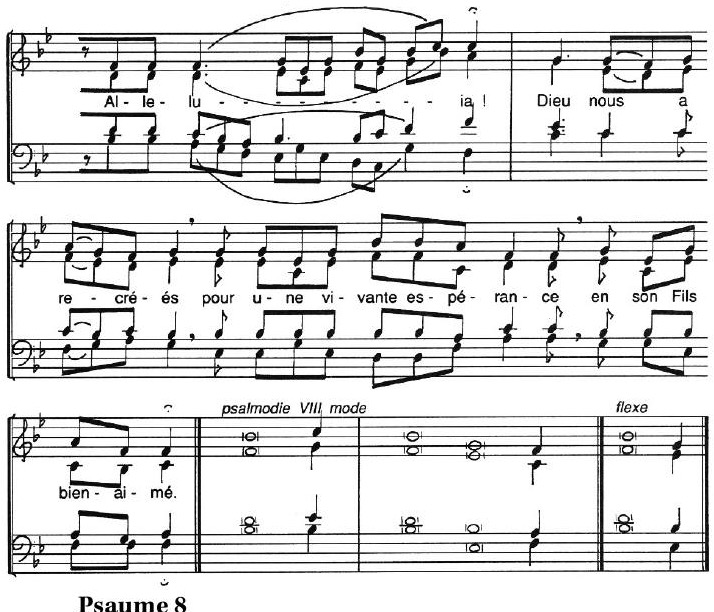 Al - le - lu - - - - - - - - - - ia ! Dieu nous a
re - cré - és pour u - ne vi - vante es - pé - ran - ce en son Fils
psalmodie VIII mode flexe
bien - ai - mé.
Psaume 8